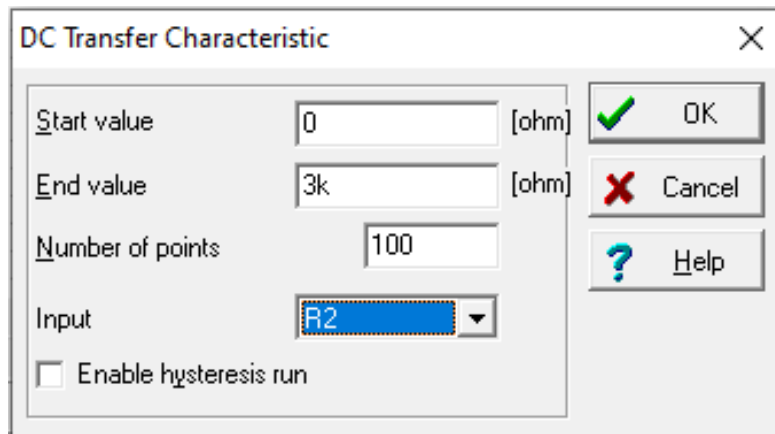 DC Transfer Characteristic
Start value 0 [ohm]
End value 3k [ohm]
Number of points 100
Input R2
Enable hysteresis run
OK
Cancel
Help